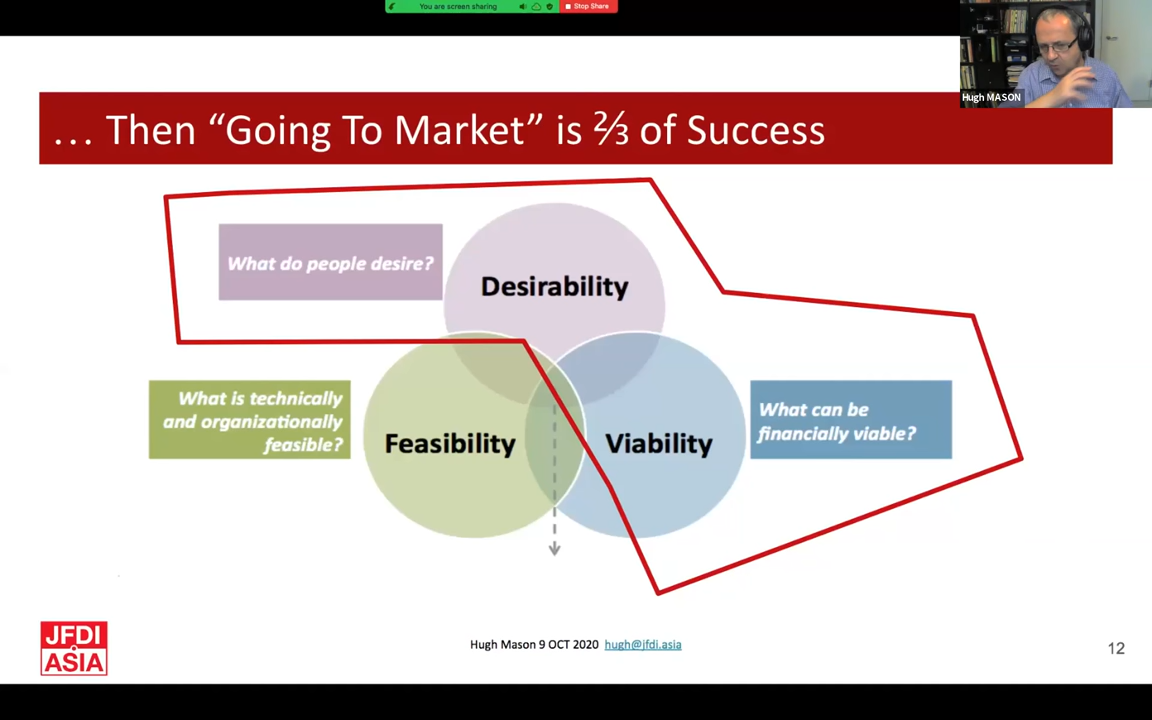 You are screen sharing
Stop Share
Hugh MASON
… Then “Going To Market” is ⅔ of Success
What do people desire?
Desirability
What is technically
and organizationally
feasible?
Feasibility
Viability
What can be
financially viable?
JFDI
ASIA
Hugh Mason 9 OCT 2020 hugh@jfdi.asia
12